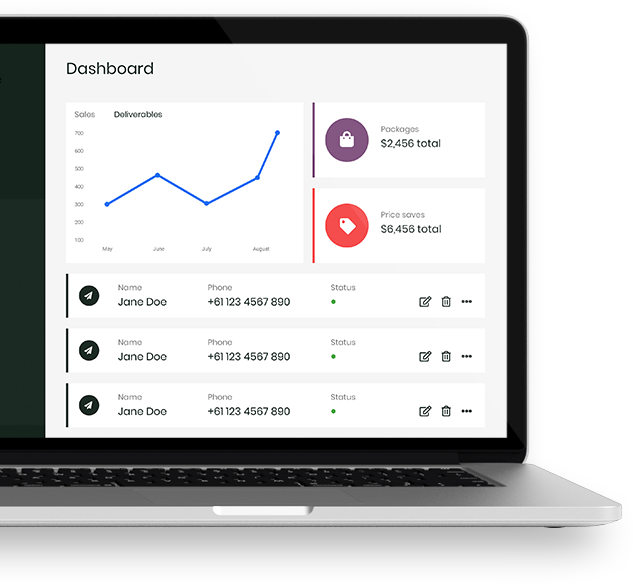 Dashboard
Sales Deliverables
700
600
500
400
300
200
100
May June July August
Packages
$2,456 total
Price saves
$6,456 total
Name Phone Status
Jane Doe +61 123 4567 890
Name Phone Status
Jane Doe +61 123 4567 890
Name Phone Status
Jane Doe +61 123 4567 890